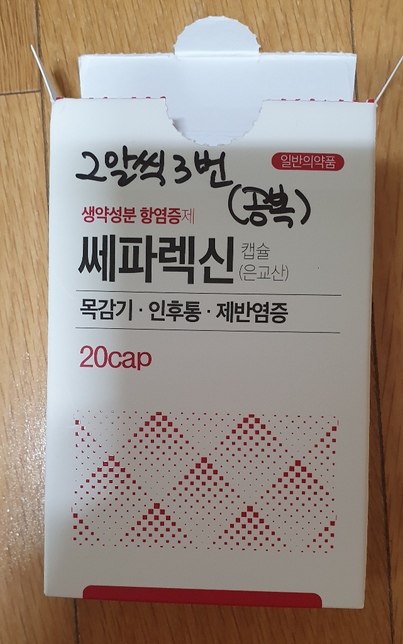 2알씩 3번
(공복)
일반의약품
생약성분 항염증제
쎄파렉신 캡슐
(은교산)
목감기 · 인후통 · 제반염증
20cap